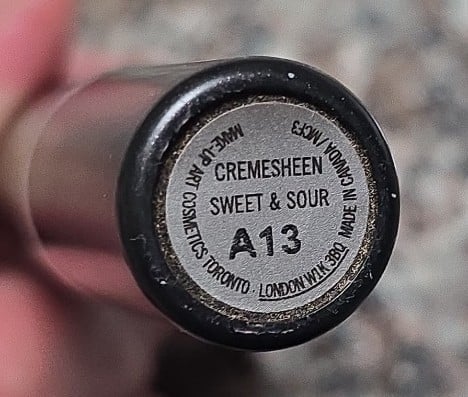 CREMESHEEN
SWEET & SOUR
A13
MAKE-UP ART COSMETICS TORONTO · LONDON W1K 3BQ MADE IN CANADA/MCF3